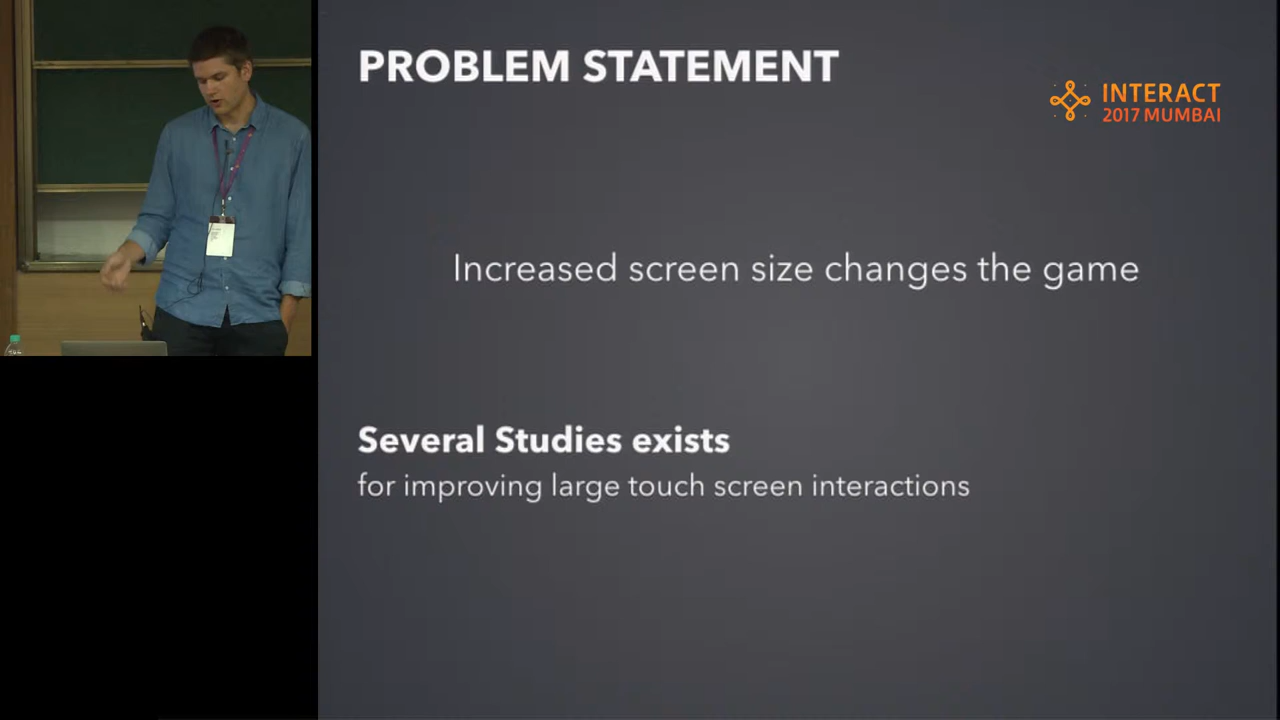 PROBLEM STATEMENT
INTERACT
2017 MUMBAI
Increased screen size changes the game
Several Studies exists
for improving large touch screen interactions